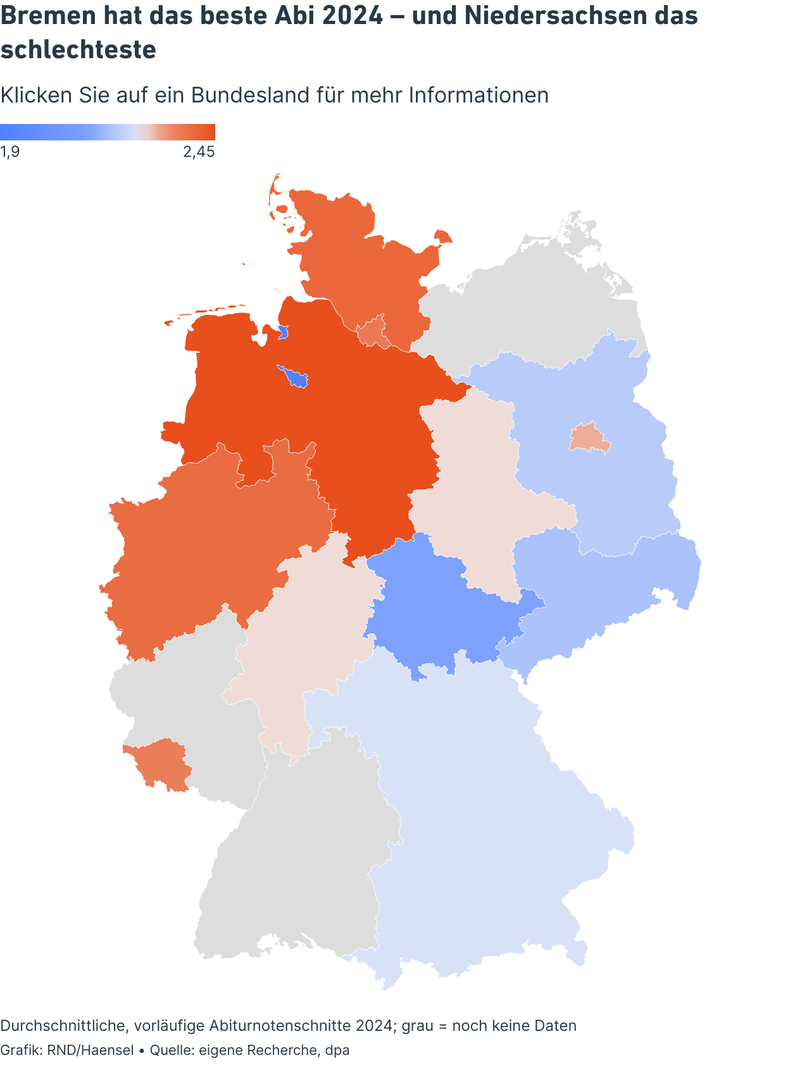 Bremen hat das beste Abi 2024 – und Niedersachsen das
schlechteste
Klicken Sie auf ein Bundesland für mehr Informationen
1,9 2,45
Durchschnittliche, vorläufige Abiturnotenschnitte 2024; grau = noch keine Daten
Grafik: RND/Haensel • Quelle: eigene Recherche, dpa